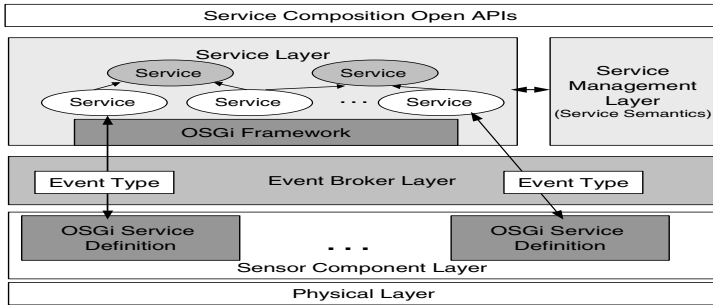 Service Composition Open APIs
Service Layer
Service
Service
Service
Service
. . .
Service
OSGi Framework
Service
Management
Layer
(Service Semantics)
Event Type
Event Broker Layer
Event Type
OSGi Service
Definition
. . .
OSGi Service
Definition
Sensor Component Layer
Physical Layer